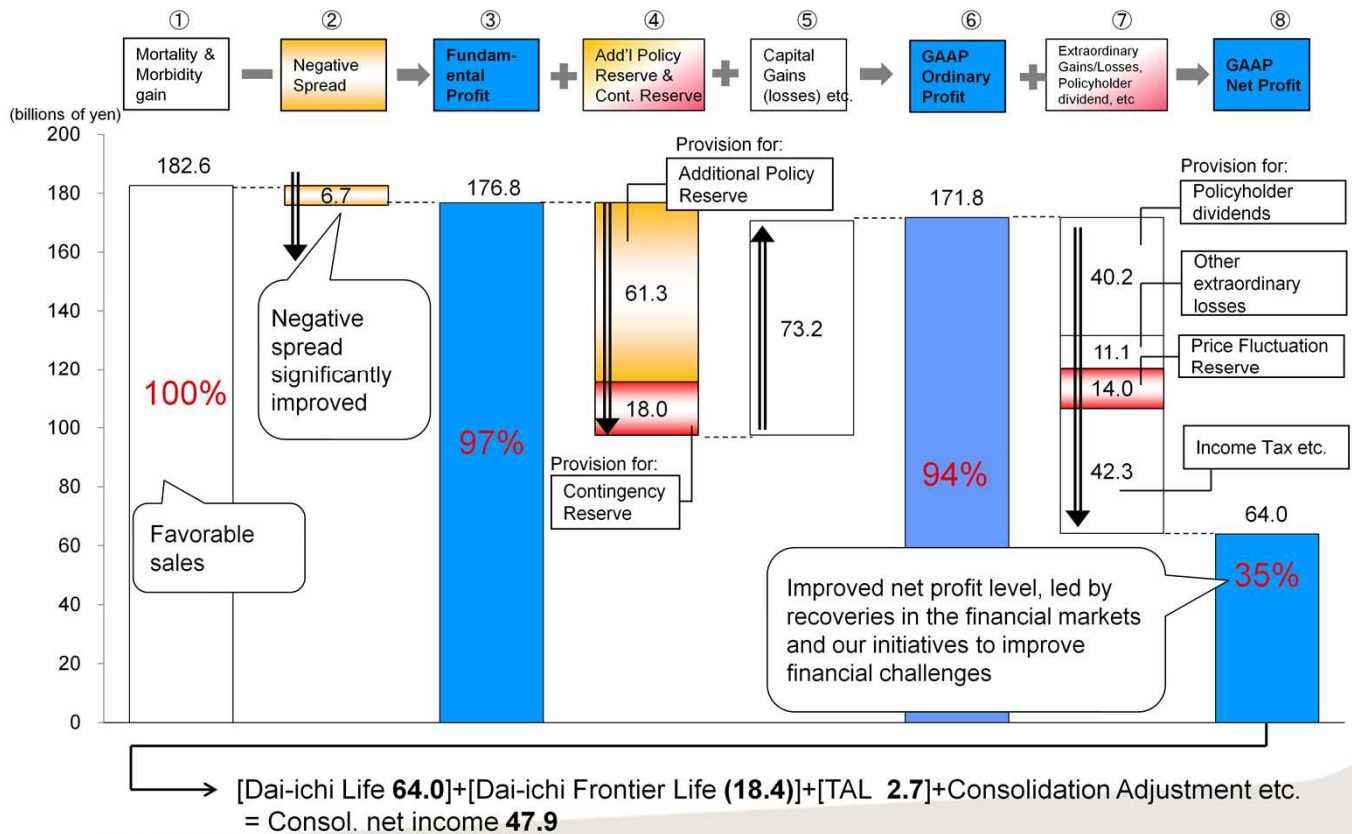 ① ② ③ ④ ⑤ ⑥ ⑦ ⑧
Mortality &
Morbidity
gain
Negative
Spread
Fundam-
ental
Profit
Add'l Policy
Reserve &
Cont. Reserve
Capital
Gains
(losses) etc.
GAAP
Ordinary
Profit
Extraordinary
Gains/Losses,
Policyholder
dividend, etc
GAAP
Net Profit
(billions of yen)
200
180
160
140
120
100
80
60
40
20
0
182.6
100%
Favorable
sales
6.7
Negative
spread
significantly
improved
176.8
97%
Provision for:
Additional Policy
Reserve
61.3
18.0
Provision for:
Contingency
Reserve
73.2
171.8
94%
Provision for:
Policyholder
dividends
40.2
Other
extraordinary
losses
11.1
Price Fluctuation
Reserve
14.0
Income Tax etc.
42.3
64.0
35%
Improved net profit level, led by
recoveries in the financial markets
and our initiatives to improve
financial challenges
[Dai-ichi Life 64.0]+[Dai-ichi Frontier Life (18.4)]+[TAL 2.7]+Consolidation Adjustment etc.
= Consol. net income 47.9